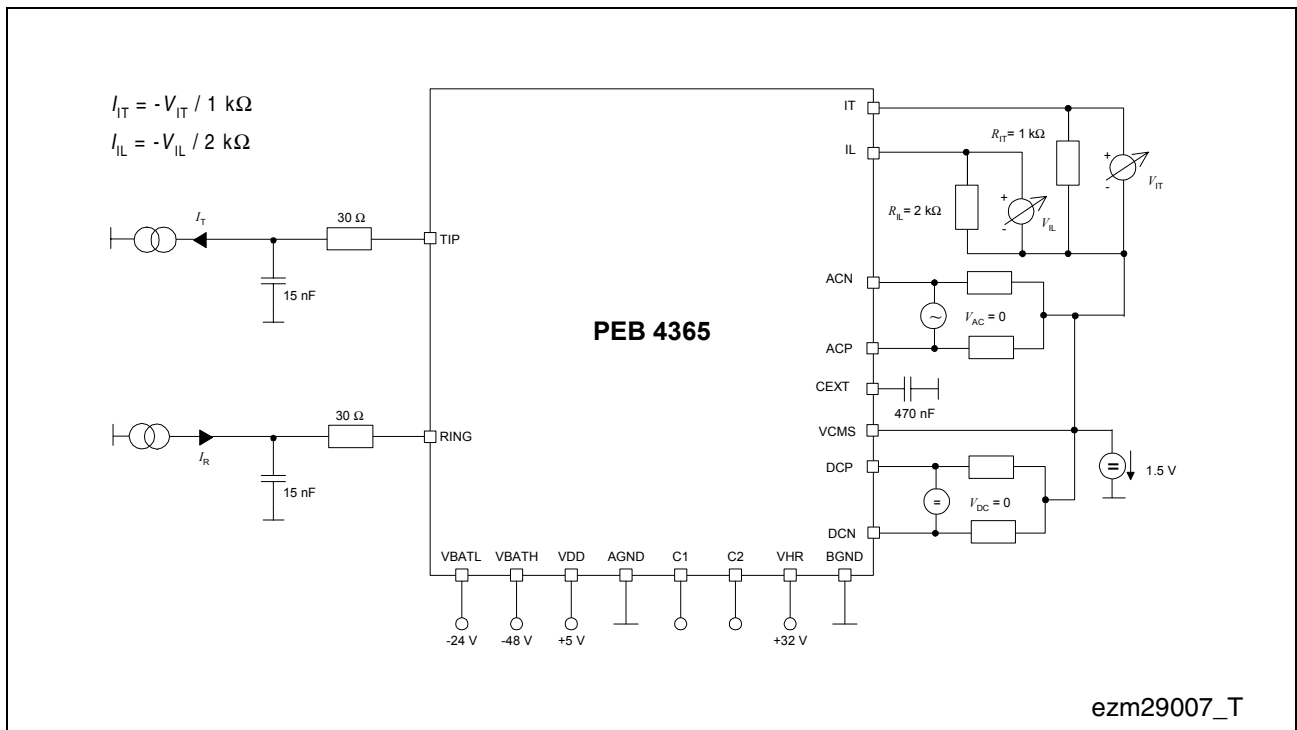 I_IT = -V_IT / 1 kΩ
I_IL = -V_IL / 2 kΩ
IT
R_IT= 1 kΩ
+
-
V_IT
IL
R_IL= 2 kΩ
+
-
V_IL
I_T
30 Ω
TIP
15 nF
ACN
~
V_AC = 0
ACP
PEB 4365
CEXT
470 nF
I_R
30 Ω
RING
15 nF
VCMS
=
1.5 V
DCP
=
V_DC = 0
DCN
VBATL VBATH VDD AGND C1 C2 VHR BGND
-24 V -48 V +5 V +32 V
ezm29007_T